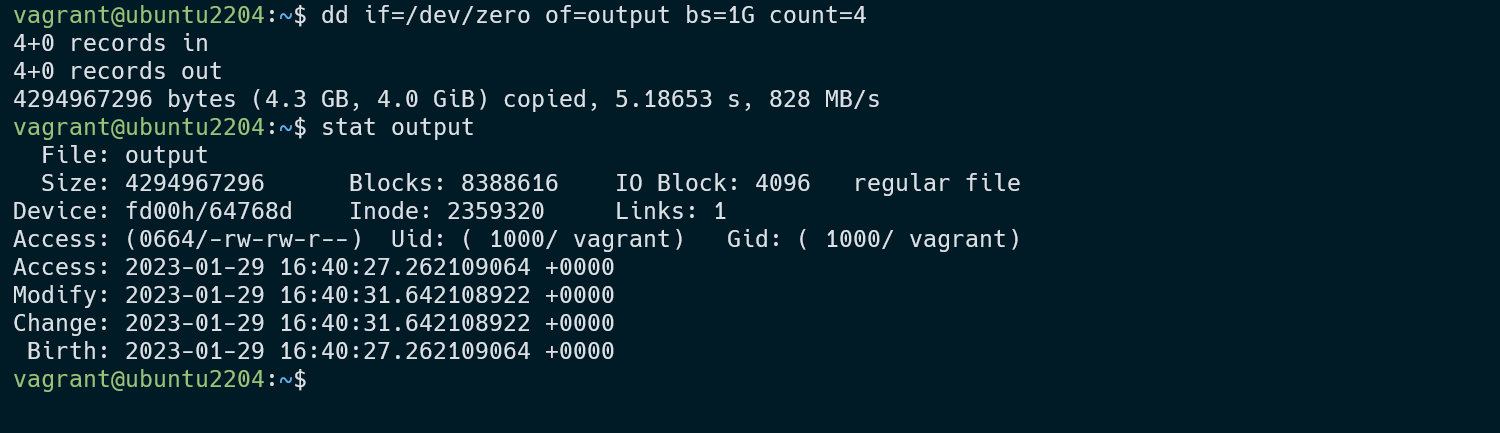 vagrant@ubuntu2204:~$ dd if=/dev/zero of=output bs=1G count=4
4+0 records in
4+0 records out
4294967296 bytes (4.3 GB, 4.0 GiB) copied, 5.18653 s, 828 MB/s
vagrant@ubuntu2204:~$ stat output
  File: output
  Size: 4294967296      Blocks: 8388616    IO Block: 4096   regular file
Device: fd00h/64768d    Inode: 2359320     Links: 1
Access: (0664/-rw-rw-r--)  Uid: ( 1000/ vagrant)   Gid: ( 1000/ vagrant)
Access: 2023-01-29 16:40:27.262109064 +0000
Modify: 2023-01-29 16:40:31.642108922 +0000
Change: 2023-01-29 16:40:31.642108922 +0000
 Birth: 2023-01-29 16:40:27.262109064 +0000
vagrant@ubuntu2204:~$